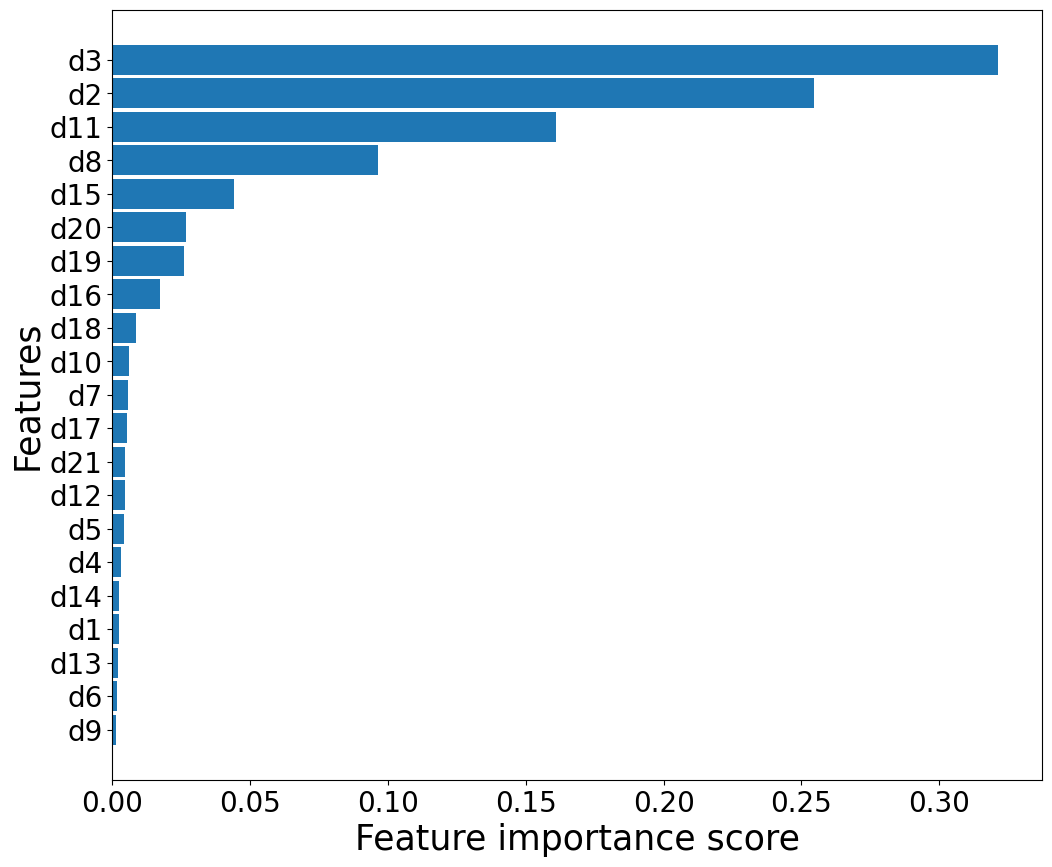 d3
d2
d11
d8
d15
d20
d19
d16
d18
d10
d7
d17
d21
d12
d5
d4
d14
d1
d13
d6
d9
Features
0.00 0.05 0.10 0.15 0.20 0.25 0.30
Feature importance score